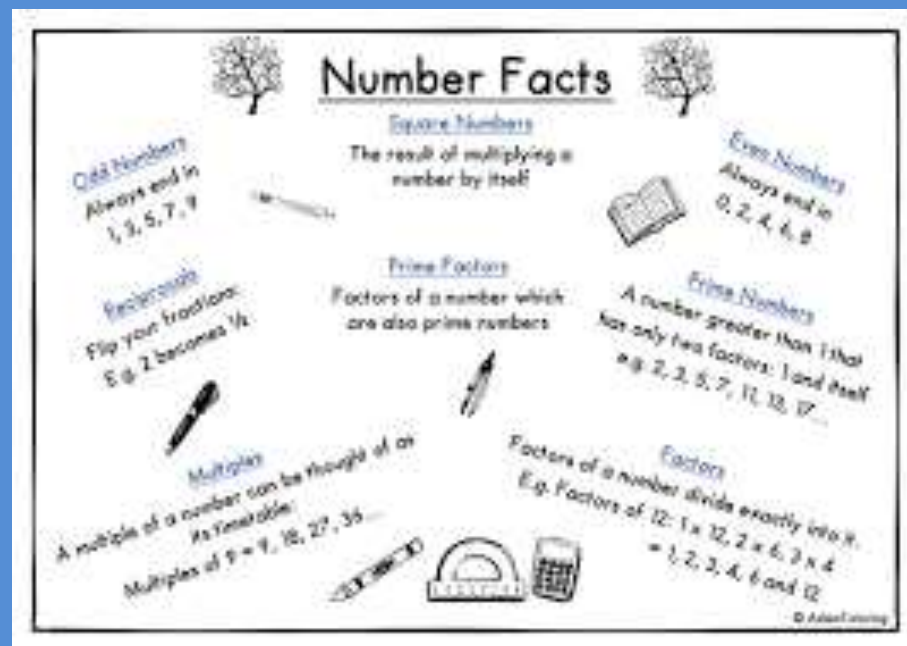 Number Facts
Square Numbers
The result of multiplying a
number by itself
Odd Numbers
Always end in
1, 3, 5, 7, 9
Even Numbers
Always end in
0, 2, 4, 6, 8
Reciprocals
Flip your fractions:
E.g. 2 becomes ½
Prime Factors
Factors of a number which
are also prime numbers
Prime Numbers
A number greater than 1 that
has only two factors: 1 and itself
e.g. 2, 3, 5, 7, 11, 13, 17...
Multiples
A multiple of a number can be thought of as
its timetable:
Multiples of 9 = 9, 18, 27, 36...
Factors
Factors of a number divide exactly into it.
E.g. Factors of 12: 1 x 12, 2 x 6, 3 x 4
= 1, 2, 3, 4, 6 and 12
©